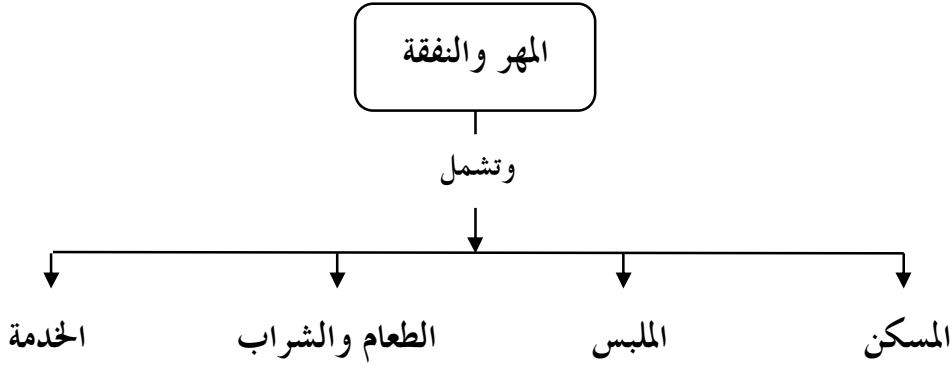 المهر والنفقة
وتشمل
المسكن الملبس الطعام والشراب الخدمة